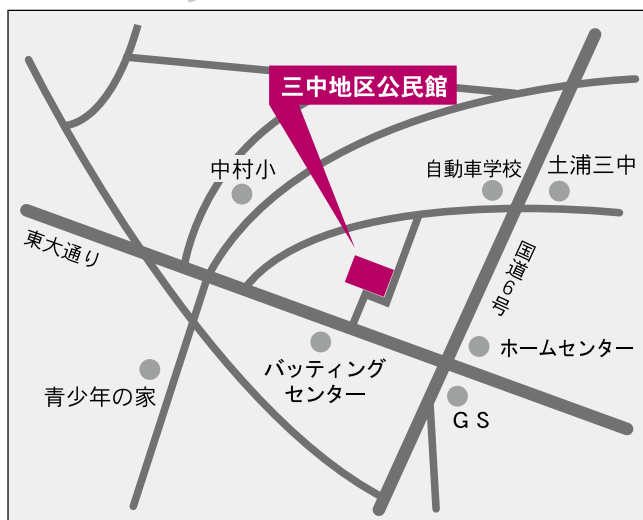 三中地区公民館
中村小
自動車学校
土浦三中
東大通り
国道6号
ホームセンター
バッティング
センター
青少年の家
GS